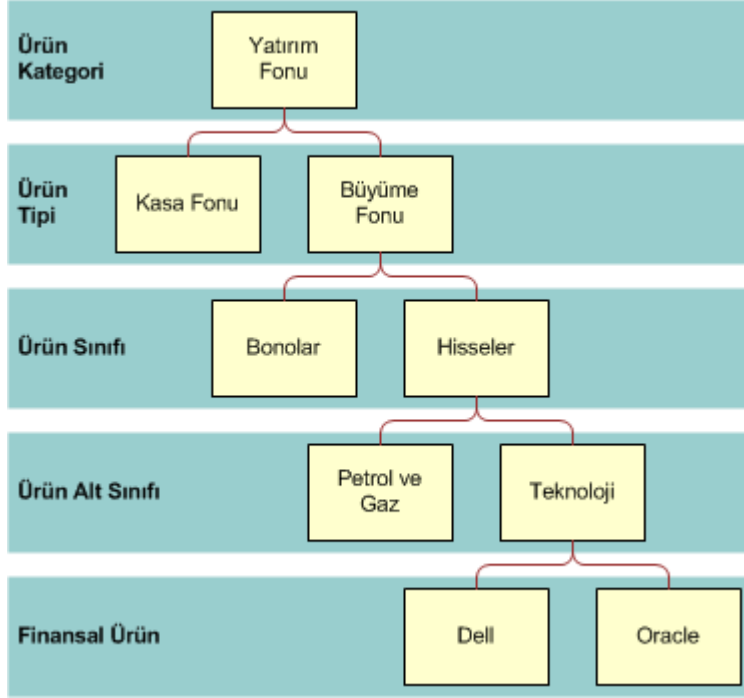 Ürün
Kategori
Yatırım
Fonu
Ürün
Tipi
Kasa Fonu
Büyüme
Fonu
Ürün Sınıfı
Bonolar
Hisseler
Ürün Alt Sınıfı
Petrol ve
Gaz
Teknoloji
Finansal Ürün
Dell
Oracle